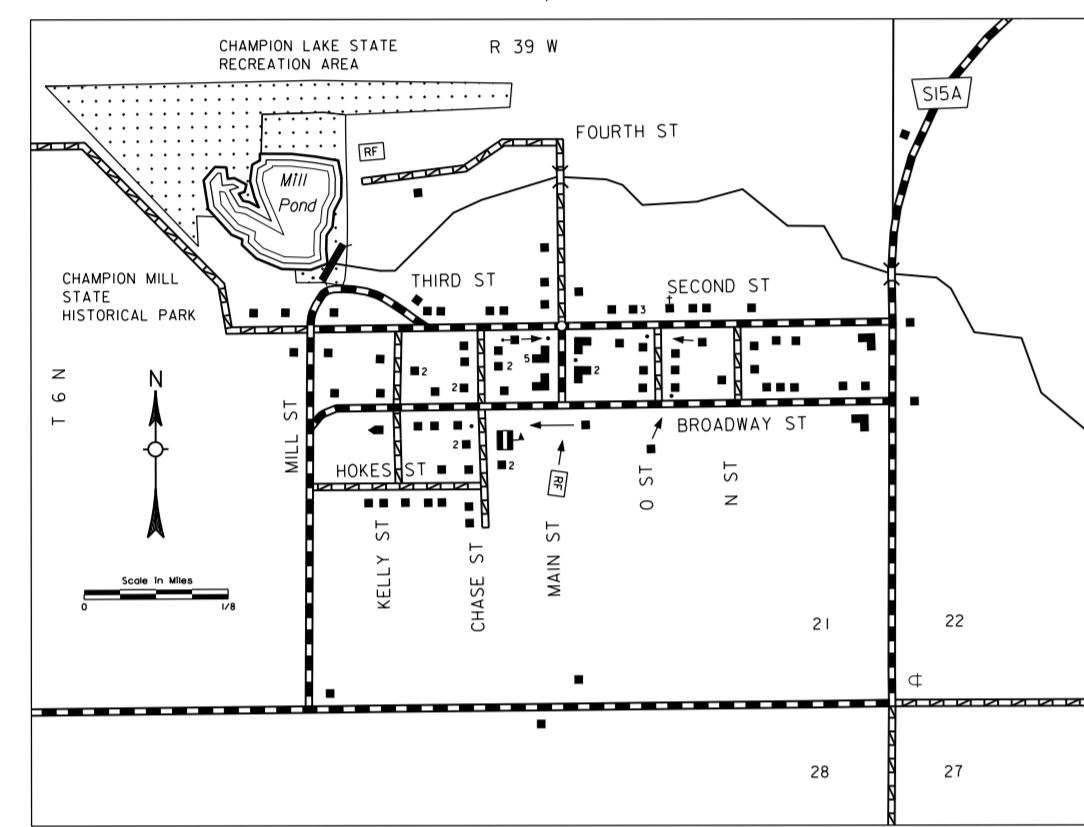 CHAMPION LAKE STATE
RECREATION AREA
R 39 W
S15A
FOURTH ST
RF
Mill
Pond
CHAMPION MILL
STATE
HISTORICAL PARK
THIRD ST
SECOND ST
3
T 6 N
N
2
2
2
5
2
MILL ST
BROADWAY ST
2
2
HOKES ST
RF
KELLY ST
CHASE ST
MAIN ST
O ST
N ST
Scale in Miles
0 1/8
21
22
28
27